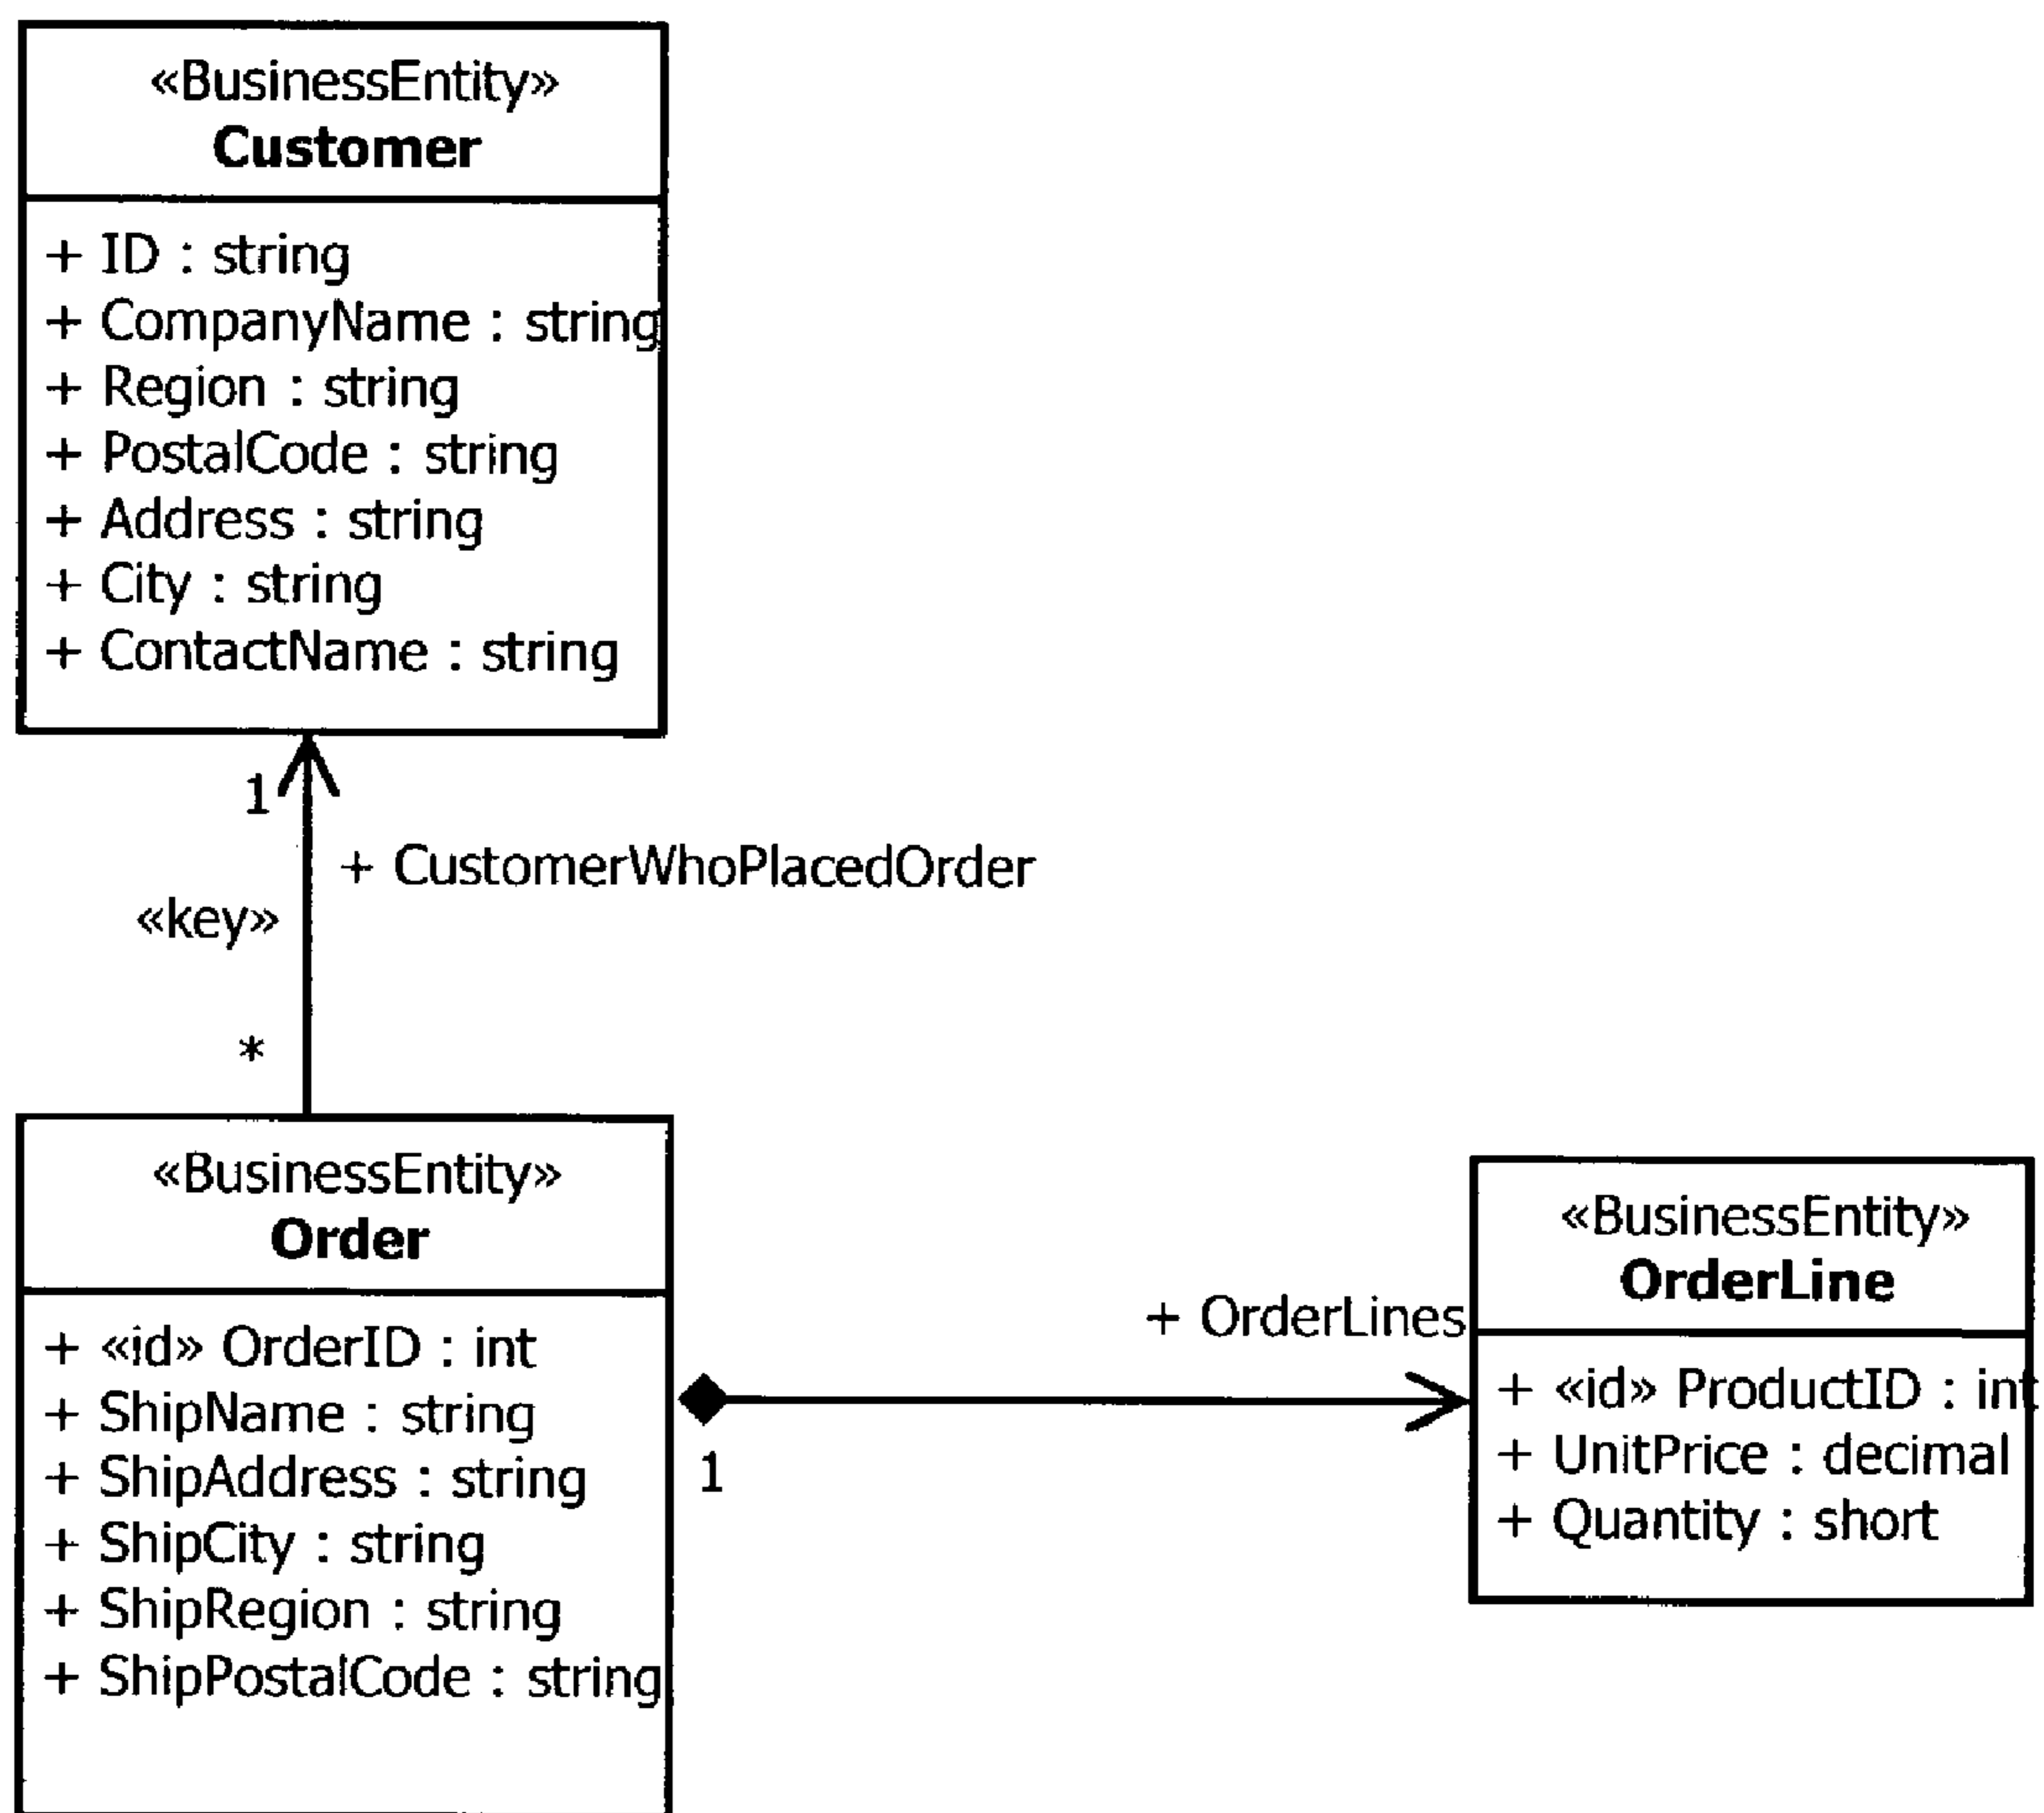 «BusinessEntity»
Customer
+ ID : string
+ CompanyName : string
+ Region : string
+ PostalCode : string
+ Address : string
+ City : string
+ ContactName : string
1
+ CustomerWhoPlacedOrder
«key»
*
«BusinessEntity»
Order
+ «id» OrderID : int
+ ShipName : string
+ ShipAddress : string
+ ShipCity : string
+ ShipRegion : string
+ ShipPostalCode : string
1
+ OrderLines
«BusinessEntity»
OrderLine
+ «id» ProductID : int
+ UnitPrice : decimal
+ Quantity : short